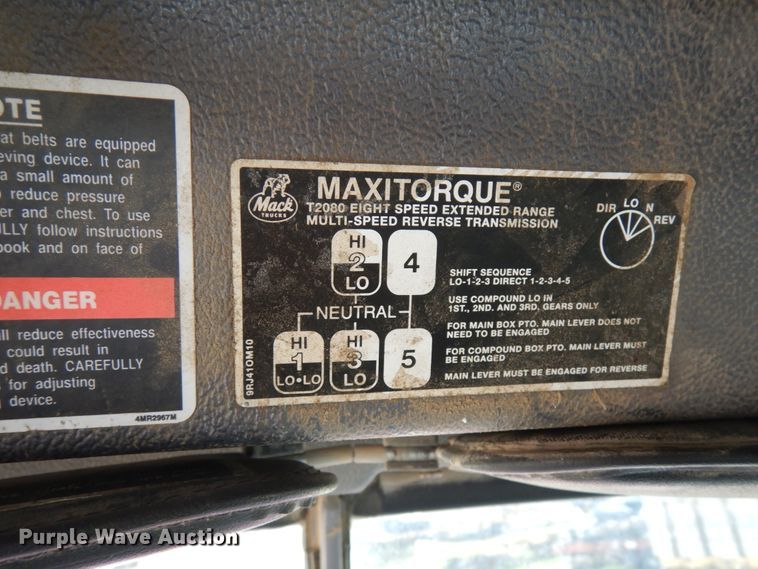 OTE
at belts are equipped
eving device. It can
a small amount of
o reduce pressure
er and chest. To use
ULLY follow instructions
book and on face of
DANGER
ill reduce effectiveness
could result in
d death. CAREFULLY
s for adjusting
device.
4MR2967M
Mack
TRUCKS
MAXITORQUE®
T2080 EIGHT SPEED EXTENDED RANGE
MULTI-SPEED REVERSE TRANSMISSION
DIR LO N REV
HI
2
LO
4
NEUTRAL
HI
1
LO•LO
HI
3
LO
5
SHIFT SEQUENCE
LO-1-2-3 DIRECT 1-2-3-4-5
USE COMPOUND LO IN
1ST., 2ND. AND 3RD. GEARS ONLY
FOR MAIN BOX PTO. MAIN LEVER DOES NOT
NEED TO BE ENGAGED
FOR COMPOUND BOX PTO. MAIN LEVER MUST
BE ENGAGED
MAIN LEVER MUST BE ENGAGED FOR REVERSE
9RJ41OM10
Purple Wave Auction